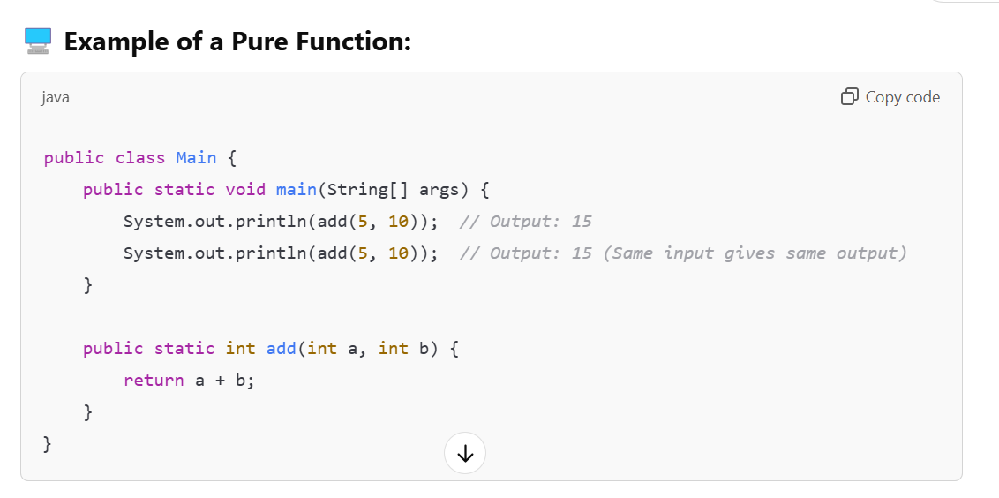 Example of a Pure Function:
java
Copy code
public class Main {
    public static void main(String[] args) {
        System.out.println(add(5, 10));  // Output: 15
        System.out.println(add(5, 10));  // Output: 15 (Same input gives same output)
    }
    public static int add(int a, int b) {
        return a + b;
    }
}